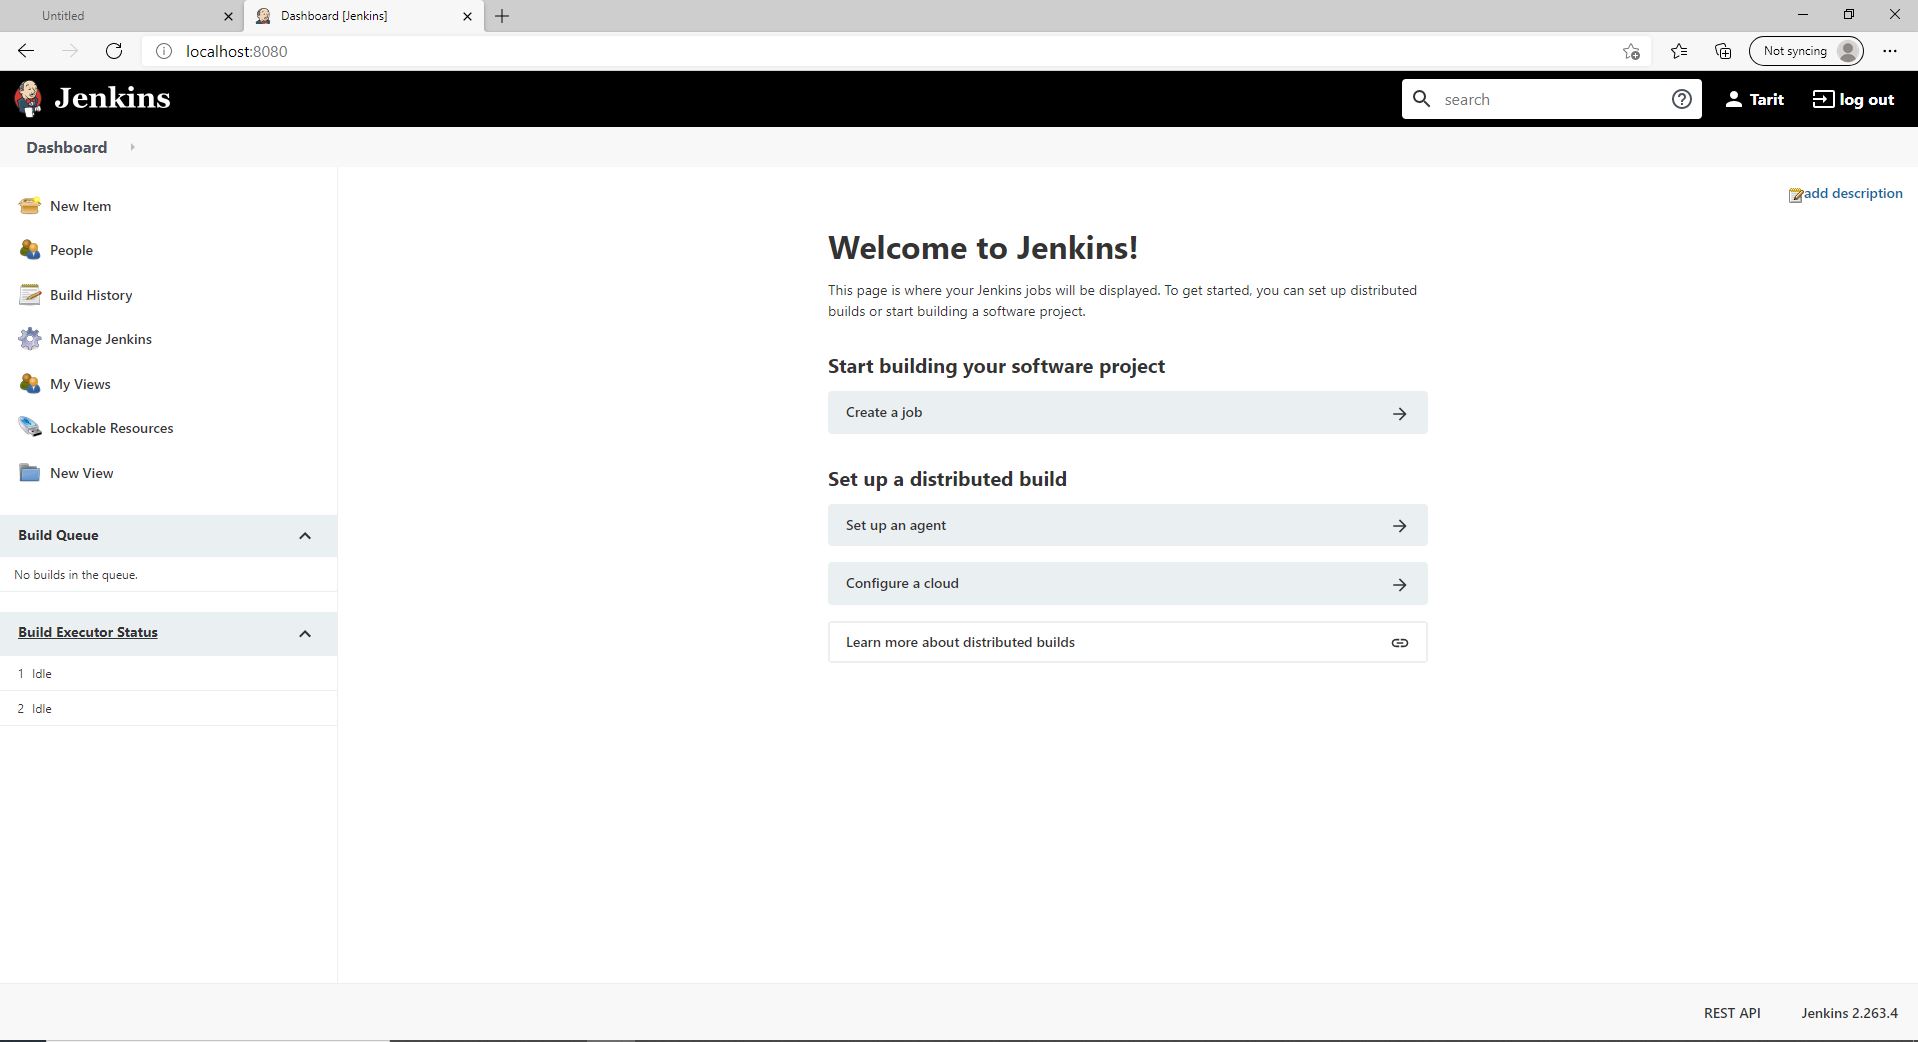 Untitled
Dashboard [Jenkins]
localhost:8080
Not syncing
Jenkins
search
Tarit
log out
Dashboard
add description
New Item
People
Build History
Manage Jenkins
My Views
Lockable Resources
New View
Build Queue
No builds in the queue.
Build Executor Status
1 Idle
2 Idle
Welcome to Jenkins!
This page is where your Jenkins jobs will be displayed. To get started, you can set up distributed
builds or start building a software project.
Start building your software project
Create a job
Set up a distributed build
Set up an agent
Configure a cloud
Learn more about distributed builds
REST API
Jenkins 2.263.4